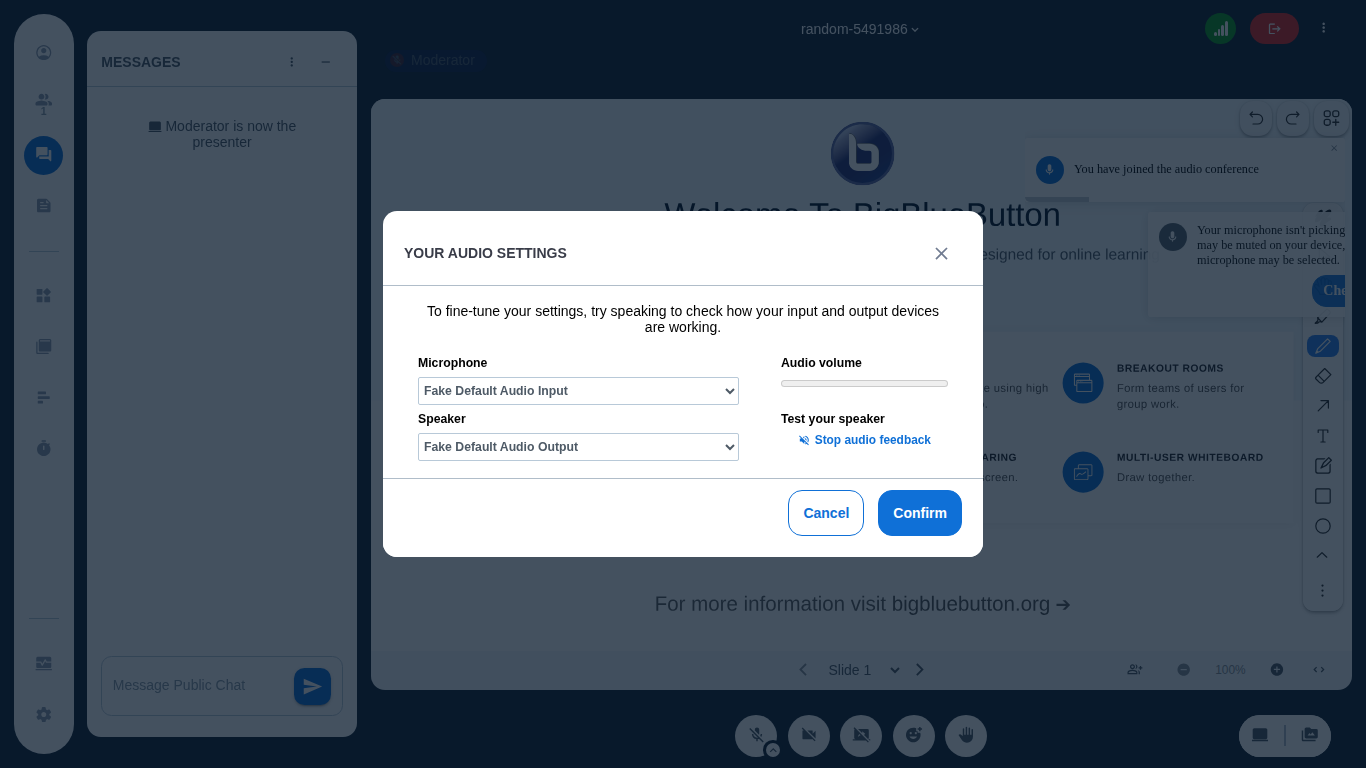 random-5491986
Moderator
MESSAGES
1
Moderator is now the
presenter
Message Public Chat
You have joined the audio conference
Your microphone isn't picking
may be muted on your device,
microphone may be selected.
Welcome To BigBlueButton
esigned for online learnin
YOUR AUDIO SETTINGS
To fine-tune your settings, try speaking to check how your input and output devices
are working.
Microphone
Audio volume
Fake Default Audio Input
Speaker
Test your speaker
Fake Default Audio Output
Stop audio feedback
Cancel
Confirm
BREAKOUT ROOMS
e using high
Form teams of users for
group work.
ARING
MULTI-USER WHITEBOARD
screen.
Draw together.
For more information visit bigbluebutton.org →
Slide 1
100%